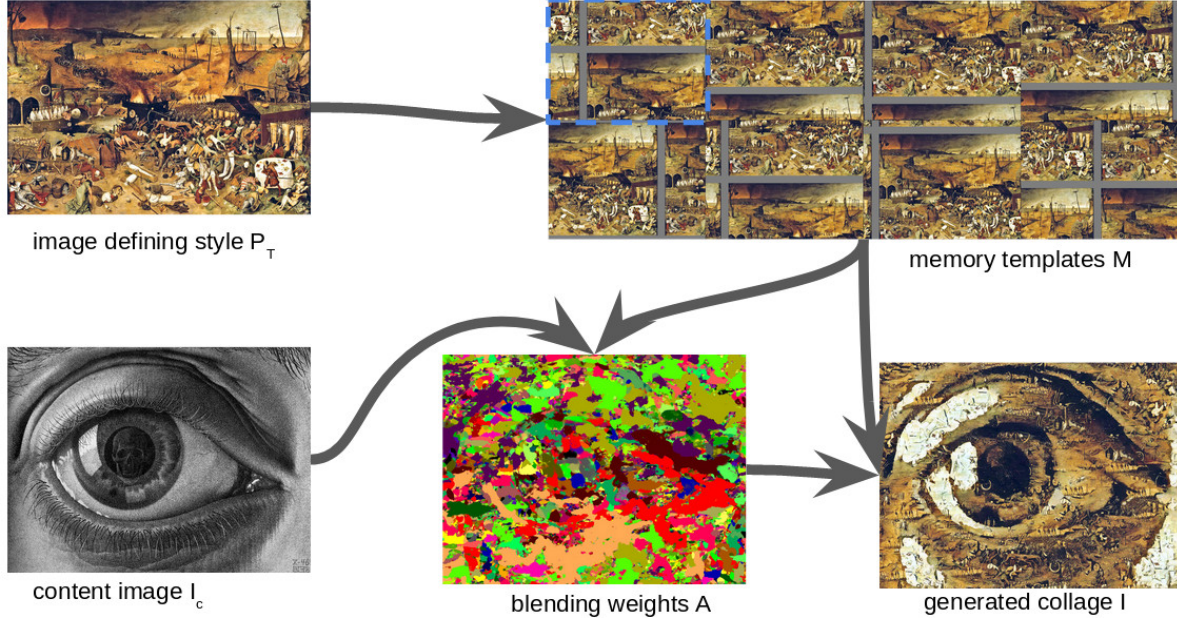 image defining style P_T
memory templates M
content image I_c
blending weights A
generated collage I